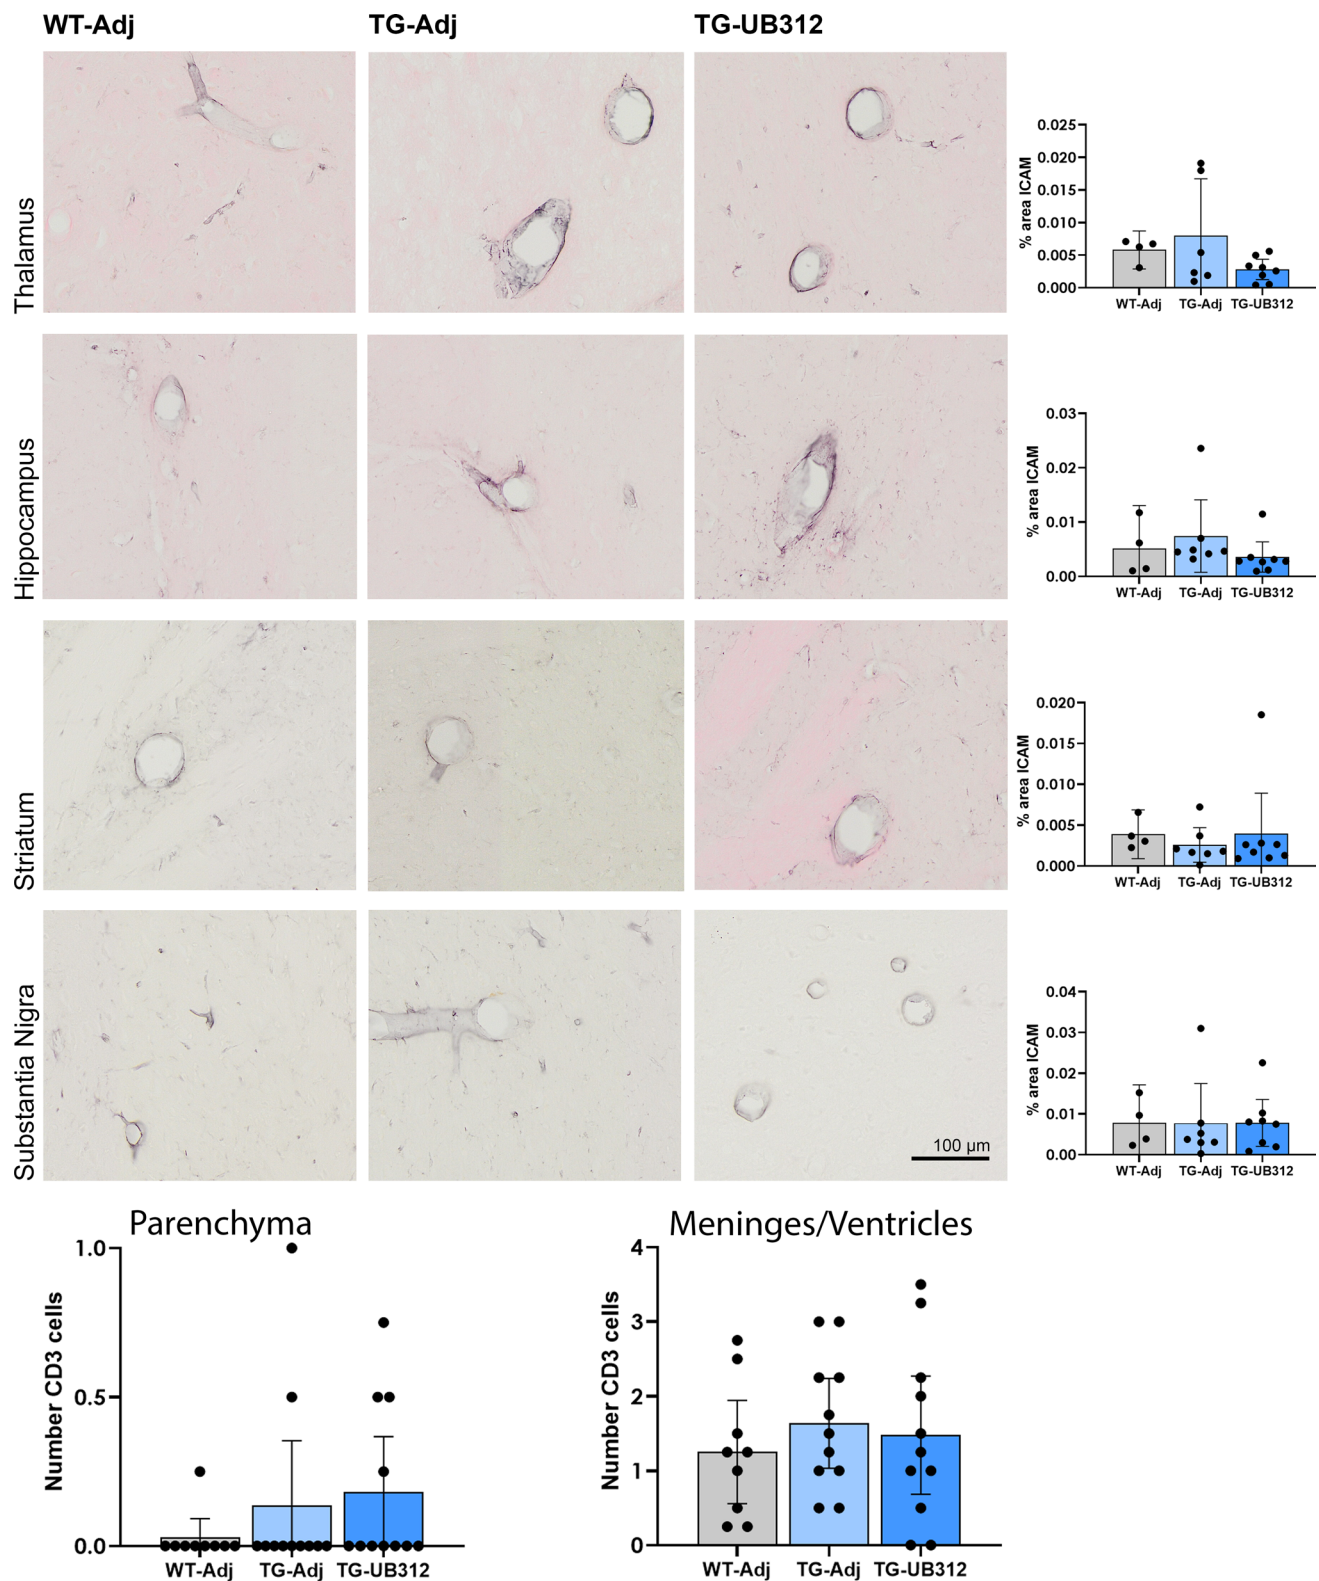 WT-Adj TG-Adj TG-UB312
Thalamus
% area ICAM
0.025
0.020
0.015
0.010
0.005
0.000
WT-Adj TG-Adj TG-UB312
Hippocampus
% area ICAM
0.03
0.02
0.01
0.00
WT-Adj TG-Adj TG-UB312
Striatum
% area ICAM
0.020
0.015
0.010
0.005
0.000
WT-Adj TG-Adj TG-UB312
Substantia Nigra
100 µm
% area ICAM
0.04
0.03
0.02
0.01
0.00
WT-Adj TG-Adj TG-UB312
Parenchyma
Number CD3 cells
1.0
0.5
0.0
WT-Adj TG-Adj TG-UB312
Meninges/Ventricles
Number CD3 cells
4
3
2
1
0
WT-Adj TG-Adj TG-UB312